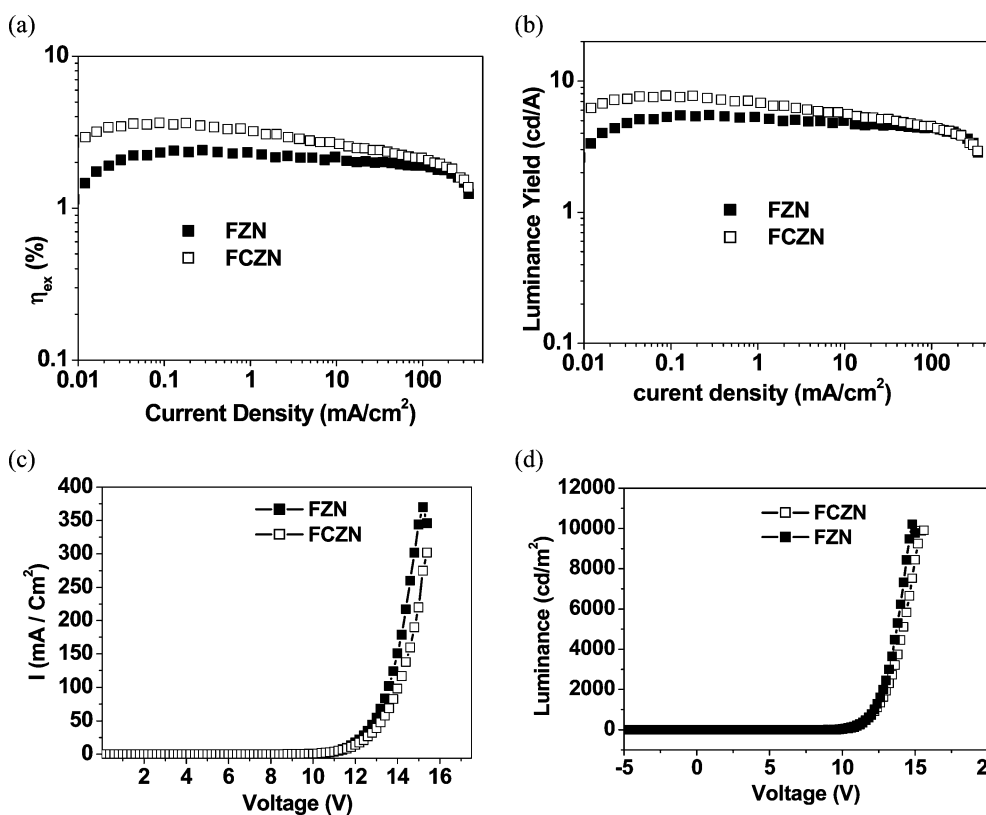 (a)
10
1
0.1
η_ex (%)
FZN
FCZN
0.01 0.1 1 10 100
Current Density (mA/cm²)
(b)
10
1
0.1
Luminance Yield (cd/A)
FZN
FCZN
0.01 0.1 1 10 100
curent density (mA/cm²)
(c)
400
350
300
250
200
150
100
50
0
I (mA / Cm²)
FZN
FCZN
2 4 6 8 10 12 14 16
Voltage (V)
(d)
12000
10000
8000
6000
4000
2000
0
Luminance (cd/m²)
FCZN
FZN
-5 0 5 10 15 20
Voltage (V)